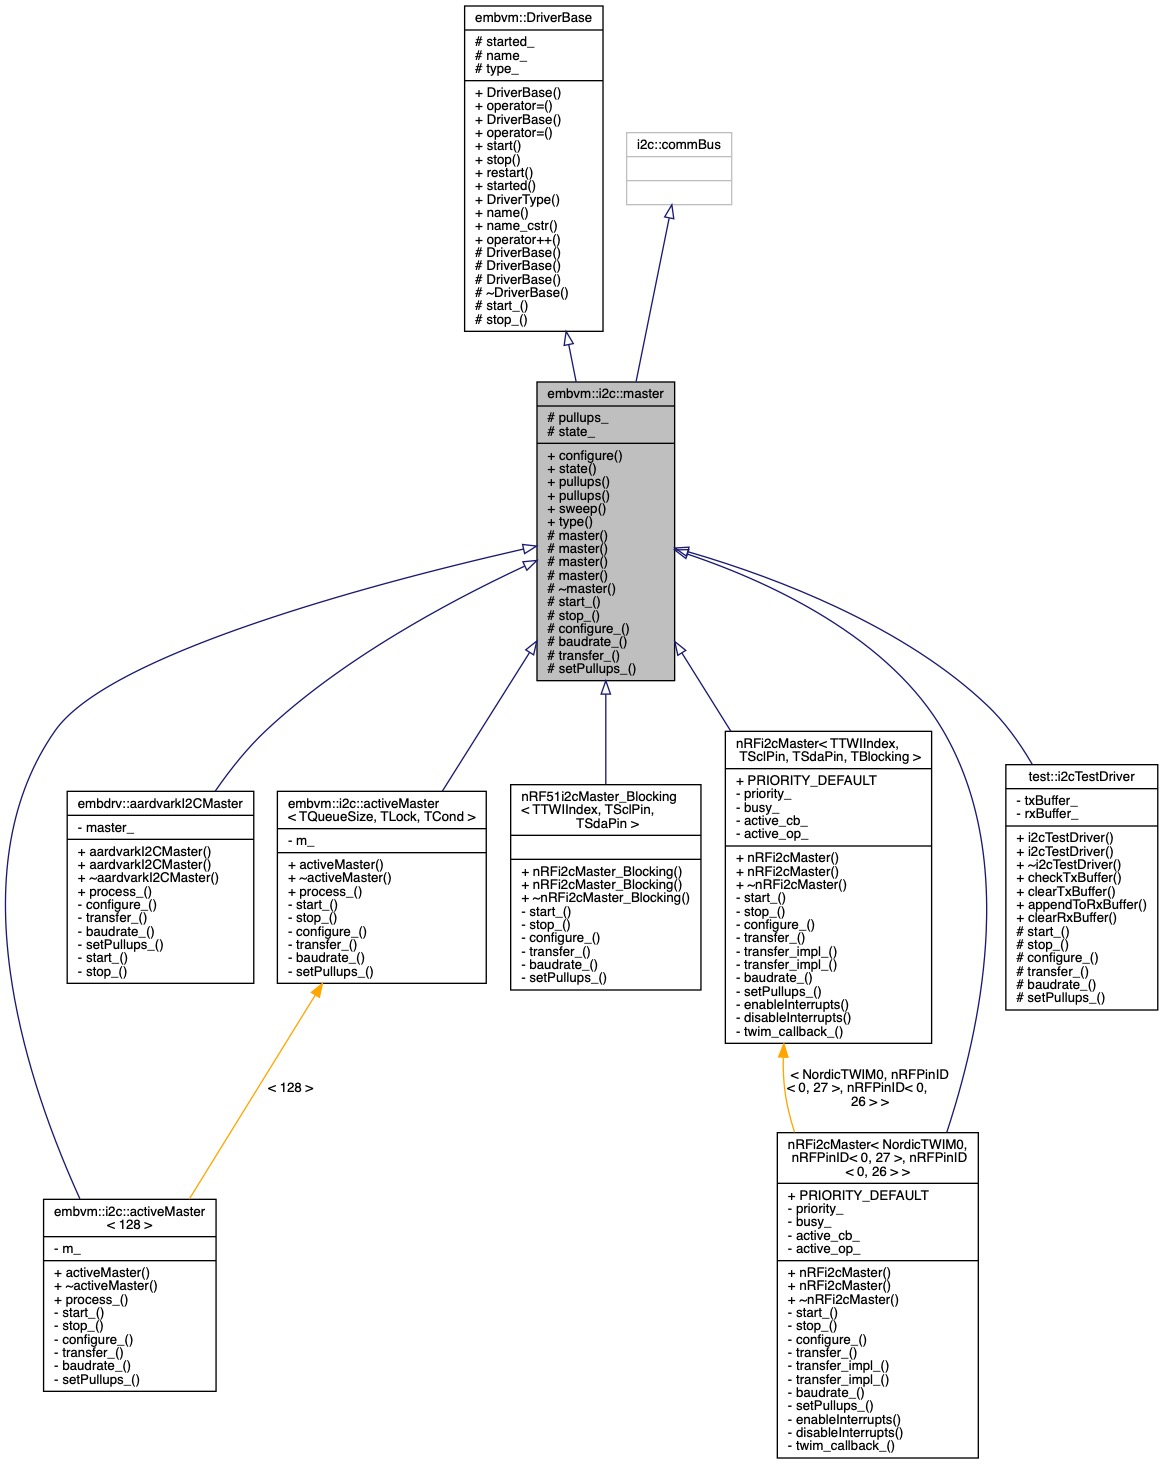 embvm::DriverBase
# started_
# name_
# type_
+ DriverBase()
+ operator=()
+ DriverBase()
+ operator=()
+ start()
+ stop()
+ restart()
+ started()
+ DriverType()
+ name()
+ name_cstr()
+ operator++()
# DriverBase()
# DriverBase()
# DriverBase()
# ~DriverBase()
# start_()
# stop_()
i2c::commBus
embvm::i2c::master
# pullups_
# state_
+ configure()
+ state()
+ pullups()
+ pullups()
+ sweep()
+ type()
# master()
# master()
# master()
# master()
# ~master()
# start_()
# stop_()
# configure_()
# baudrate_()
# transfer_()
# setPullups_()
embdrv::aardvarkI2CMaster
- master_
+ aardvarkI2CMaster()
+ aardvarkI2CMaster()
+ ~aardvarkI2CMaster()
+ process_()
- configure_()
- transfer_()
- baudrate_()
- setPullups_()
- start_()
- stop_()
embvm::i2c::activeMaster
< TQueueSize, TLock, TCond >
- m_
+ activeMaster()
+ ~activeMaster()
+ process_()
- start_()
- stop_()
- configure_()
- transfer_()
- baudrate_()
- setPullups_()
nRF51i2cMaster_Blocking
< TTWIIndex, TSclPin,
TSdaPin >
+ nRFi2cMaster_Blocking()
+ nRFi2cMaster_Blocking()
+ ~nRFi2cMaster_Blocking()
- start_()
- stop_()
- configure_()
- transfer_()
- baudrate_()
- setPullups_()
nRFi2cMaster< TTWIIndex,
TSclPin, TSdaPin, TBlocking >
+ PRIORITY_DEFAULT
- priority_
- busy_
- active_cb_
- active_op_
+ nRFi2cMaster()
+ nRFi2cMaster()
+ ~nRFi2cMaster()
- start_()
- stop_()
- configure_()
- transfer_()
- transfer_impl_()
- transfer_impl_()
- baudrate_()
- setPullups_()
- enableInterrupts()
- disableInterrupts()
- twim_callback_()
test::i2cTestDriver
- txBuffer_
- rxBuffer_
+ i2cTestDriver()
+ i2cTestDriver()
+ ~i2cTestDriver()
+ checkTxBuffer()
+ clearTxBuffer()
+ appendToRxBuffer()
+ clearRxBuffer()
# start_()
# stop_()
# configure_()
# transfer_()
# baudrate_()
# setPullups_()
< 128 >
< NordicTWIM0, nRFPinID
< 0, 27 >, nRFPinID< 0,
26 > >
embvm::i2c::activeMaster
< 128 >
- m_
+ activeMaster()
+ ~activeMaster()
+ process_()
- start_()
- stop_()
- configure_()
- transfer_()
- baudrate_()
- setPullups_()
nRFi2cMaster< NordicTWIM0,
nRFPinID< 0, 27 >, nRFPinID
< 0, 26 > >
+ PRIORITY_DEFAULT
- priority_
- busy_
- active_cb_
- active_op_
+ nRFi2cMaster()
+ nRFi2cMaster()
+ ~nRFi2cMaster()
- start_()
- stop_()
- configure_()
- transfer_()
- transfer_impl_()
- transfer_impl_()
- baudrate_()
- setPullups_()
- enableInterrupts()
- disableInterrupts()
- twim_callback_()